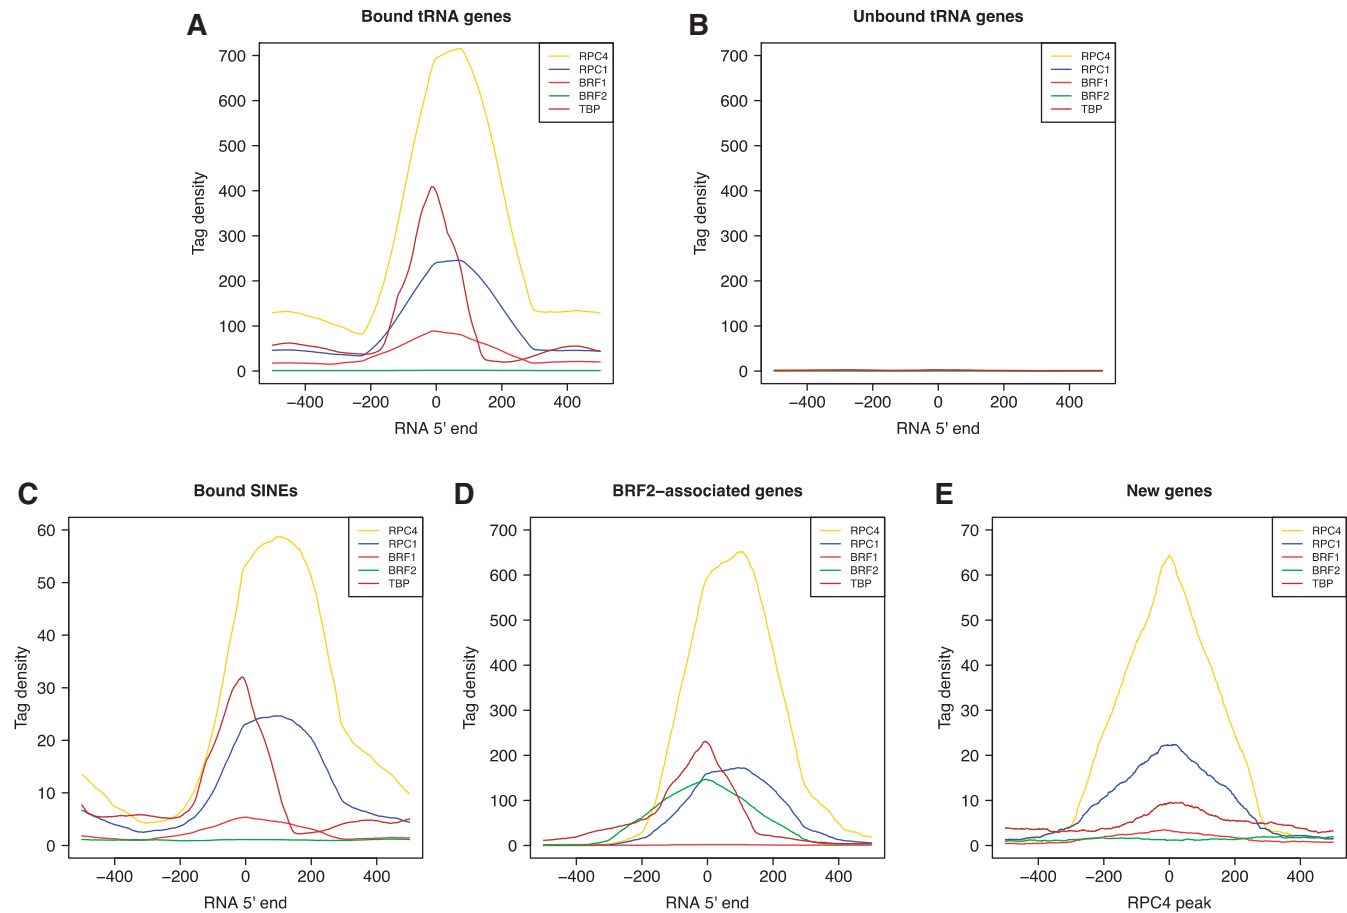 A
Bound tRNA genes
Tag density
700
600
500
400
300
200
100
0
RPC4
RPC1
BRF1
BRF2
TBP
−400 −200 0 200 400
RNA 5' end
B
Unbound tRNA genes
Tag density
700
600
500
400
300
200
100
0
RPC4
RPC1
BRF1
BRF2
TBP
−400 −200 0 200 400
RNA 5' end
C
Bound SINEs
Tag density
60
50
40
30
20
10
0
RPC4
RPC1
BRF1
BRF2
TBP
−400 −200 0 200 400
RNA 5' end
D
BRF2−associated genes
Tag density
700
600
500
400
300
200
100
0
RPC4
RPC1
BRF1
BRF2
TBP
−400 −200 0 200 400
RNA 5' end
E
New genes
Tag density
70
60
50
40
30
20
10
0
RPC4
RPC1
BRF1
BRF2
TBP
−400 −200 0 200 400
RPC4 peak